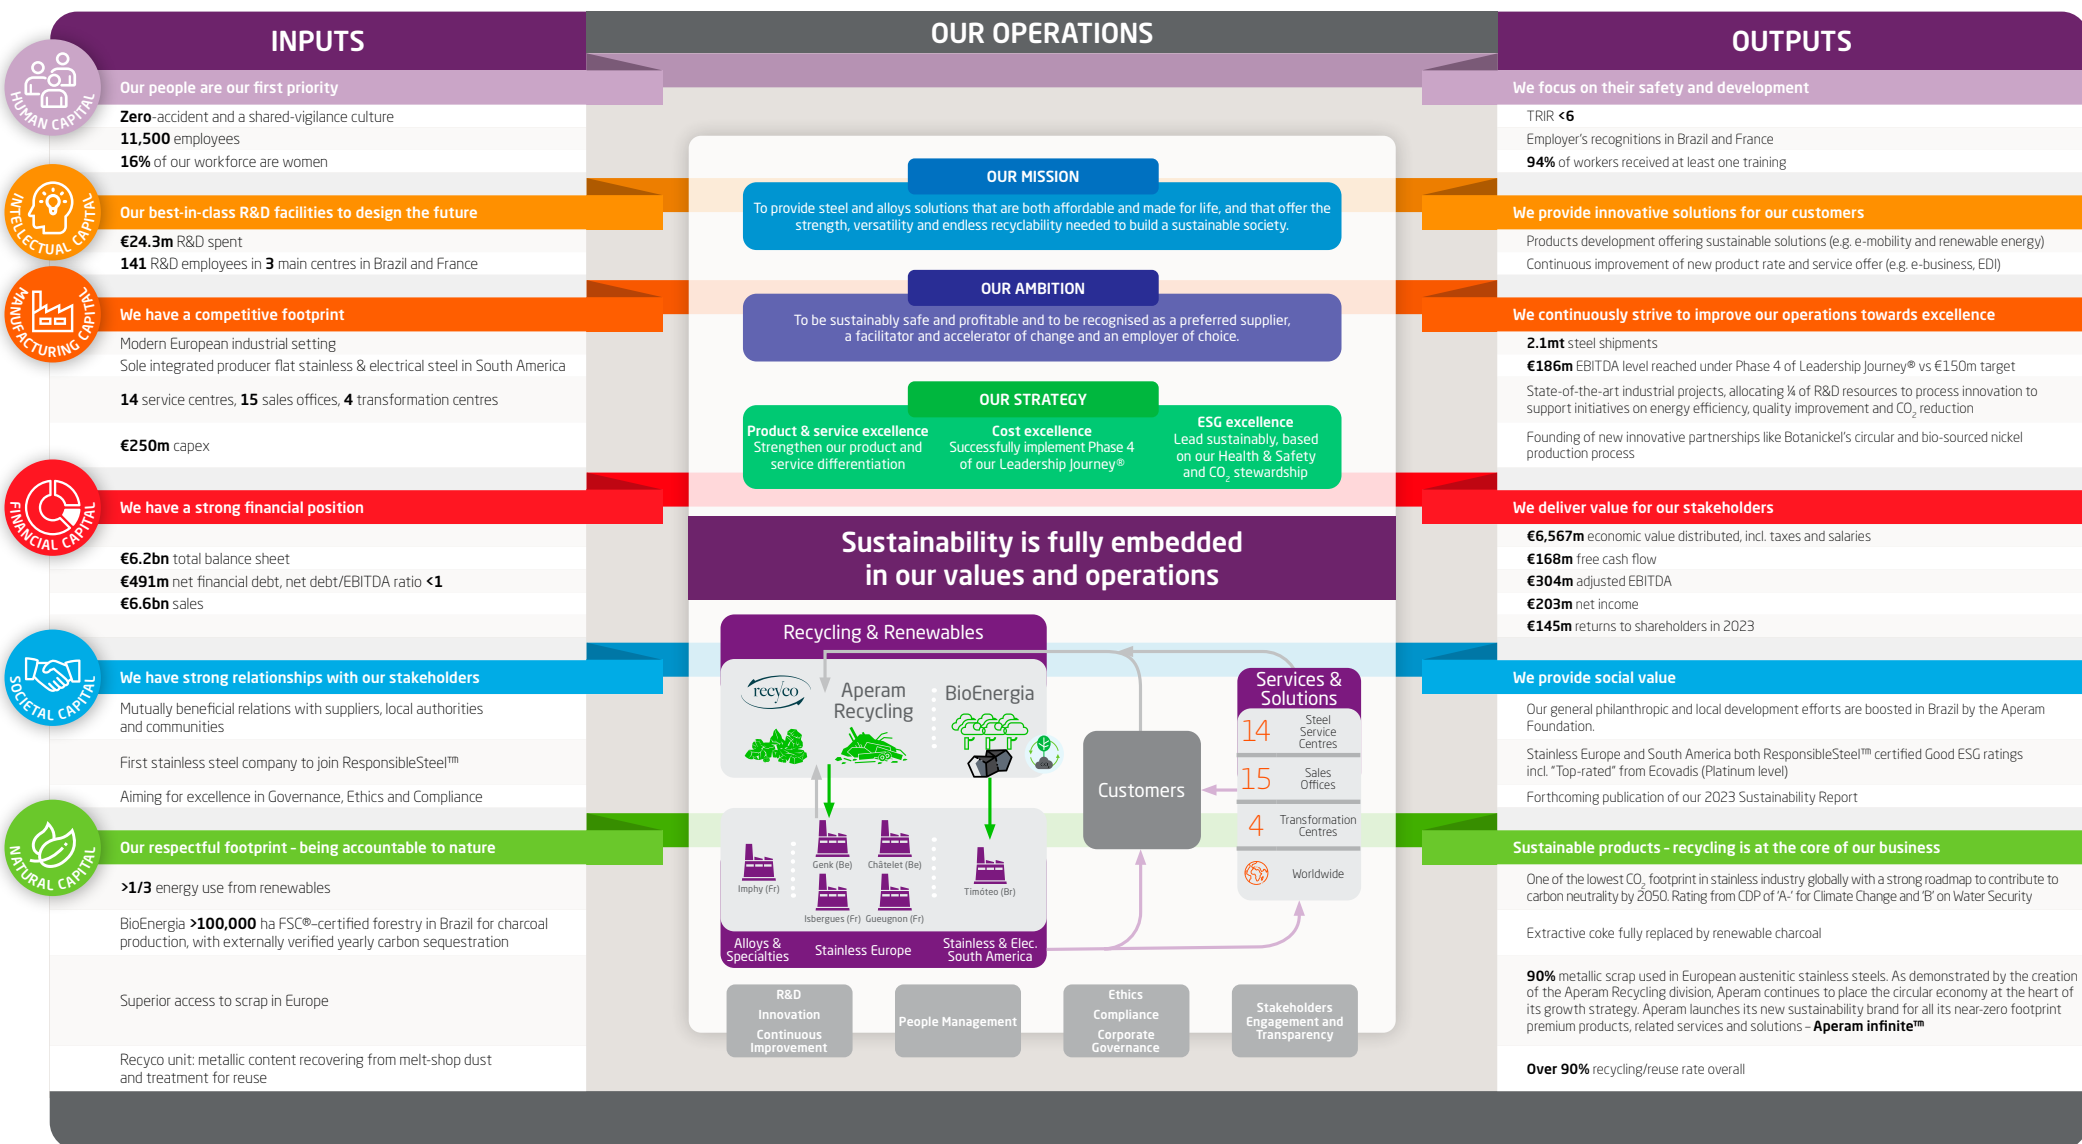 INPUTS
HUMAN CAPITAL
Our people are our first priority
Zero-accident and a shared-vigilance culture
11,500 employees
16% of our workforce are women
INTELLECTUAL CAPITAL
Our best-in-class R&D facilities to design the future
€24.3m R&D spent
141 R&D employees in 3 main centres in Brazil and France
MANUFACTURING CAPITAL
We have a competitive footprint
Modern European industrial setting
Sole integrated producer flat stainless & electrical steel in South America
14 service centres, 15 sales offices, 4 transformation centres
€250m capex
FINANCIAL CAPITAL
We have a strong financial position
€6.2bn total balance sheet
€491m net financial debt, net debt/EBITDA ratio <1
€6.6bn sales
SOCIETAL CAPITAL
We have strong relationships with our stakeholders
Mutually beneficial relations with suppliers, local authorities
and communities
First stainless steel company to join ResponsibleSteel™
Aiming for excellence in Governance, Ethics and Compliance
NATURAL CAPITAL
Our respectful footprint – being accountable to nature
>1/3 energy use from renewables
BioEnergia >100,000 ha FSC®–certified forestry in Brazil for charcoal
production, with externally verified yearly carbon sequestration
Superior access to scrap in Europe
Recyco unit: metallic content recovering from melt-shop dust
and treatment for reuse
OUR OPERATIONS
OUR MISSION
To provide steel and alloys solutions that are both affordable and made for life, and that offer the
strength, versatility and endless recyclability needed to build a sustainable society.
OUR AMBITION
To be sustainably safe and profitable and to be recognised as a preferred supplier,
a facilitator and accelerator of change and an employer of choice.
OUR STRATEGY
Product & service excellence
Strengthen our product and
service differentiation
Cost excellence
Successfully implement Phase 4
of our Leadership Journey®
ESG excellence
Lead sustainably, based
on our Health & Safety
and CO₂ stewardship
Sustainability is fully embedded
in our values and operations
Recycling & Renewables
recyco
Aperam
Recycling
BioEnergia
Imphy (Fr)
Genk (Be)
Châtelet (Be)
Isbergues (Fr)
Gueugnon (Fr)
Timóteo (Br)
Alloys &
Specialties
Stainless Europe
Stainless & Elec.
South America
Customers
Services &
Solutions
14
Steel
Service
Centres
15
Sales
Offices
4
Transformation
Centres
Worldwide
R&D
Innovation
Continuous
Improvement
People Management
Ethics
Compliance
Corporate
Governance
Stakeholders
Engagement and
Transparency
OUTPUTS
We focus on their safety and development
TRIR <6
Employer's recognitions in Brazil and France
94% of workers received at least one training
We provide innovative solutions for our customers
Products development offering sustainable solutions (e.g. e-mobility and renewable energy)
Continuous improvement of new product rate and service offer (e.g. e-business, EDI)
We continuously strive to improve our operations towards excellence
2.1mt steel shipments
€186m EBITDA level reached under Phase 4 of Leadership Journey® vs €150m target
State-of-the-art industrial projects, allocating ¼ of R&D resources to process innovation to
support initiatives on energy efficiency, quality improvement and CO₂ reduction
Founding of new innovative partnerships like Botanickel's circular and bio-sourced nickel
production process
We deliver value for our stakeholders
€6,567m economic value distributed, incl. taxes and salaries
€168m free cash flow
€304m adjusted EBITDA
€203m net income
€145m returns to shareholders in 2023
We provide social value
Our general philanthropic and local development efforts are boosted in Brazil by the Aperam
Foundation.
Stainless Europe and South America both ResponsibleSteel™ certified Good ESG ratings
incl. "Top-rated" from Ecovadis (Platinum level)
Forthcoming publication of our 2023 Sustainability Report
Sustainable products – recycling is at the core of our business
One of the lowest CO₂ footprint in stainless industry globally with a strong roadmap to contribute to
carbon neutrality by 2050. Rating from CDP of 'A-' for Climate Change and 'B' on Water Security
Extractive coke fully replaced by renewable charcoal
90% metallic scrap used in European austenitic stainless steels. As demonstrated by the creation
of the Aperam Recycling division, Aperam continues to place the circular economy at the heart of
its growth strategy. Aperam launches its new sustainability brand for all its near-zero footprint
premium products, related services and solutions – Aperam infinite™
Over 90% recycling/reuse rate overall